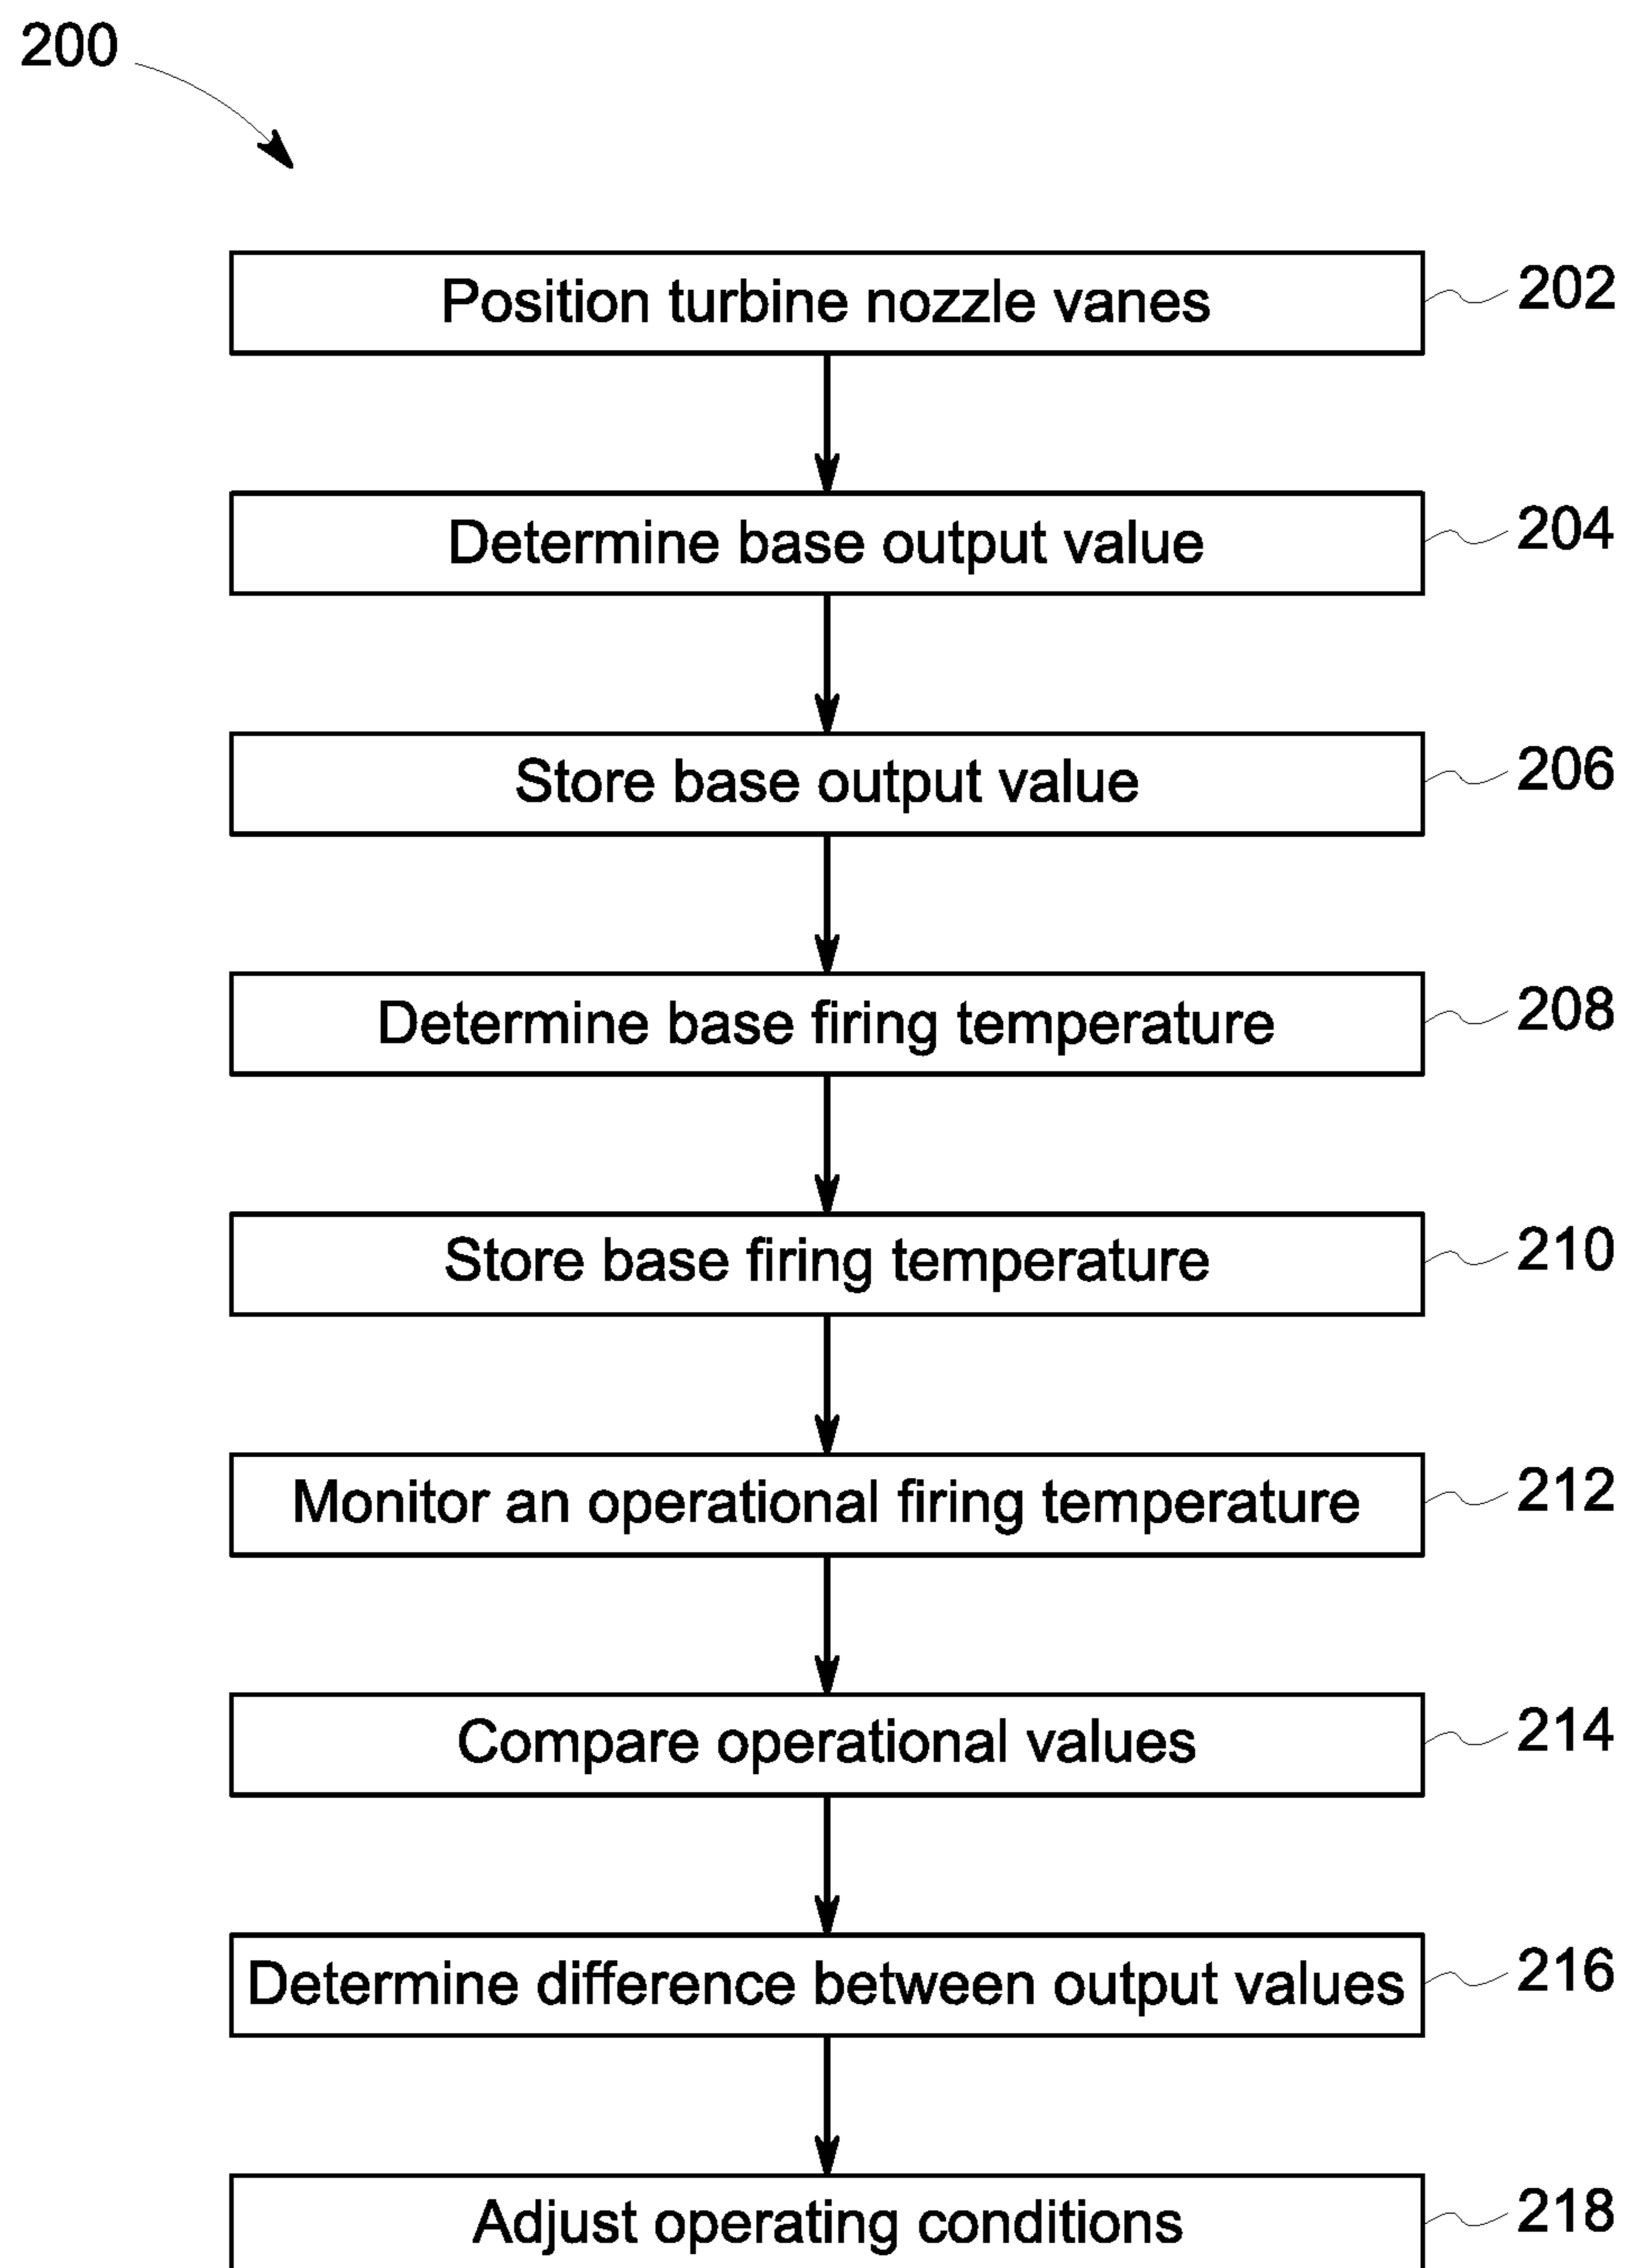 200
Position turbine nozzle vanes 202
Determine base output value 204
Store base output value 206
Determine base firing temperature 208
Store base firing temperature 210
Monitor an operational firing temperature 212
Compare operational values 214
Determine difference between output values 216
Adjust operating conditions 218